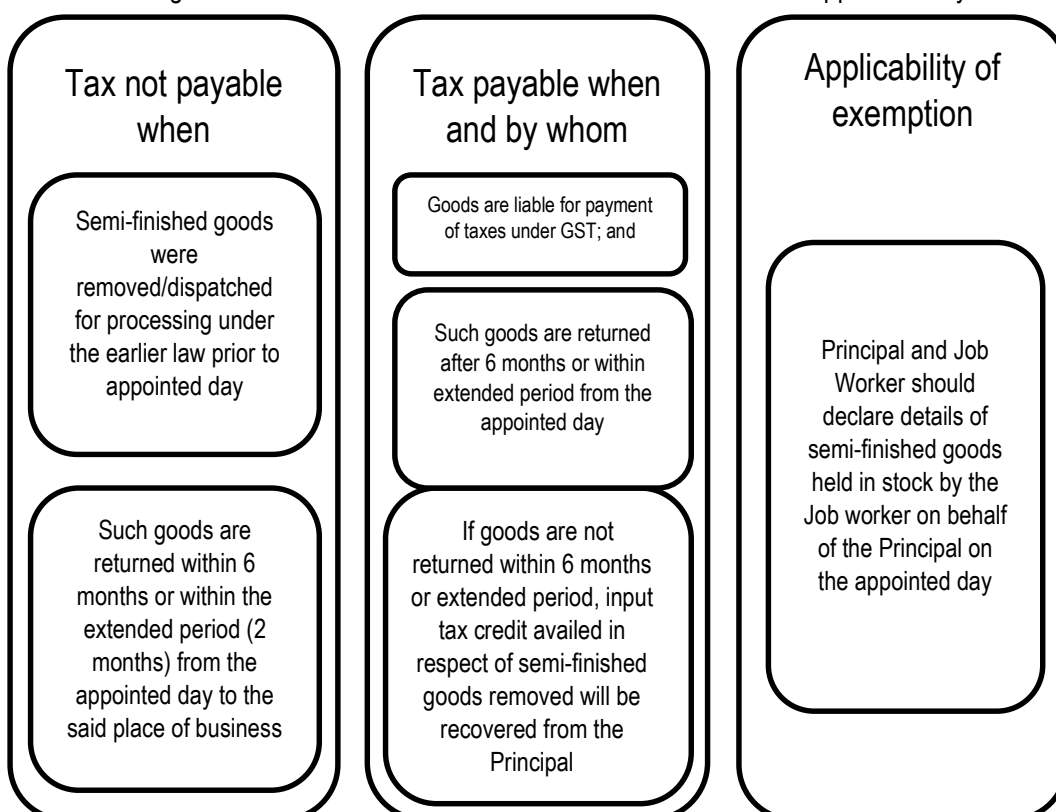 Tax not payable
when
Semi-finished goods
were
removed/dispatched
for processing under
the earlier law prior to
appointed day
Such goods are
returned within 6
months or within the
extended period (2
months) from the
appointed day to the
said place of business
Tax payable when
and by whom
Goods are liable for payment
of taxes under GST; and
Such goods are returned
after 6 months or within
extended period from the
appointed day
If goods are not
returned within 6 months
or extended period, input
tax credit availed in
respect of semi-finished
goods removed will be
recovered from the
Principal
Applicability of
exemption
Principal and Job
Worker should
declare details of
semi-finished goods
held in stock by the
Job worker on behalf
of the Principal on
the appointed day